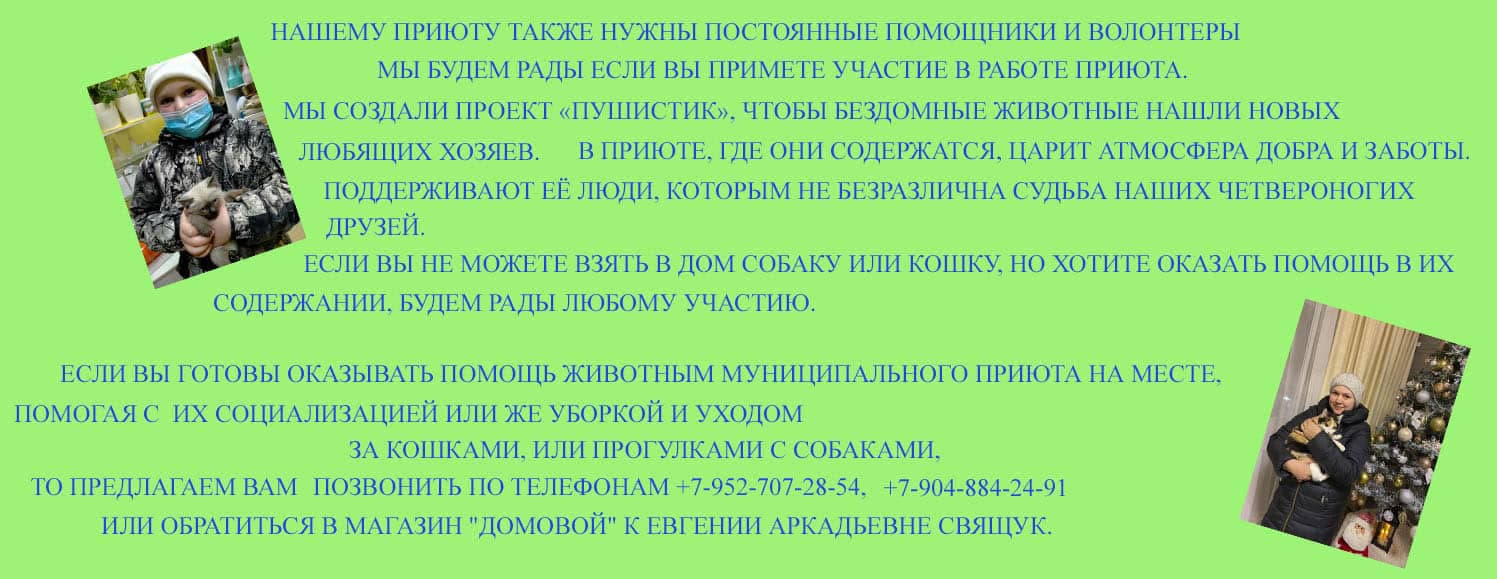 НАШЕМУ ПРИЮТУ ТАКЖЕ НУЖНЫ ПОСТОЯННЫЕ ПОМОЩНИКИ И ВОЛОНТЕРЫ
МЫ БУДЕМ РАДЫ ЕСЛИ ВЫ ПРИМЕТЕ УЧАСТИЕ В РАБОТЕ ПРИЮТА.
МЫ СОЗДАЛИ ПРОЕКТ «ПУШИСТИК», ЧТОБЫ БЕЗДОМНЫЕ ЖИВОТНЫЕ НАШЛИ НОВЫХ
ЛЮБЯЩИХ ХОЗЯЕВ. В ПРИЮТЕ, ГДЕ ОНИ СОДЕРЖАТСЯ, ЦАРИТ АТМОСФЕРА ДОБРА И ЗАБОТЫ.
ПОДДЕРЖИВАЮТ ЕЁ ЛЮДИ, КОТОРЫМ НЕ БЕЗРАЗЛИЧНА СУДЬБА НАШИХ ЧЕТВЕРОНОГИХ
ДРУЗЕЙ.
ЕСЛИ ВЫ НЕ МОЖЕТЕ ВЗЯТЬ В ДОМ СОБАКУ ИЛИ КОШКУ, НО ХОТИТЕ ОКАЗАТЬ ПОМОЩЬ В ИХ
СОДЕРЖАНИИ, БУДЕМ РАДЫ ЛЮБОМУ УЧАСТИЮ.
ЕСЛИ ВЫ ГОТОВЫ ОКАЗЫВАТЬ ПОМОЩЬ ЖИВОТНЫМ МУНИЦИПАЛЬНОГО ПРИЮТА НА МЕСТЕ,
ПОМОГАЯ С ИХ СОЦИАЛИЗАЦИЕЙ ИЛИ ЖЕ УБОРКОЙ И УХОДОМ
ЗА КОШКАМИ, ИЛИ ПРОГУЛКАМИ С СОБАКАМИ,
ТО ПРЕДЛАГАЕМ ВАМ ПОЗВОНИТЬ ПО ТЕЛЕФОНАМ +7-952-707-28-54, +7-904-884-24-91
ИЛИ ОБРАТИТЬСЯ В МАГАЗИН "ДОМОВОЙ" К ЕВГЕНИИ АРКАДЬЕВНЕ СВЯЩУК.